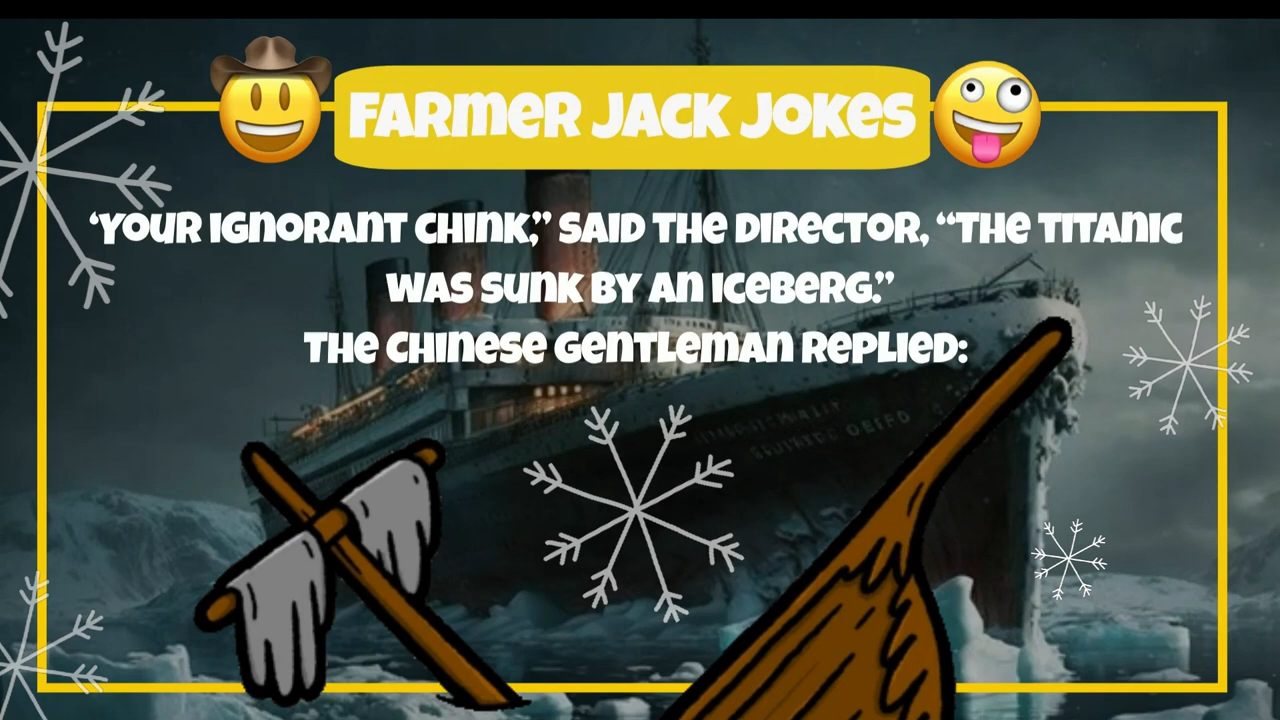 FARMER JACK JOKES
‘YOUR IGNORANT CHINK,” SAID THE DIRECTOR, “THE TITANIC
WAS SUNK BY AN ICEBERG.”
THE CHINESE GENTLEMAN REPLIED: